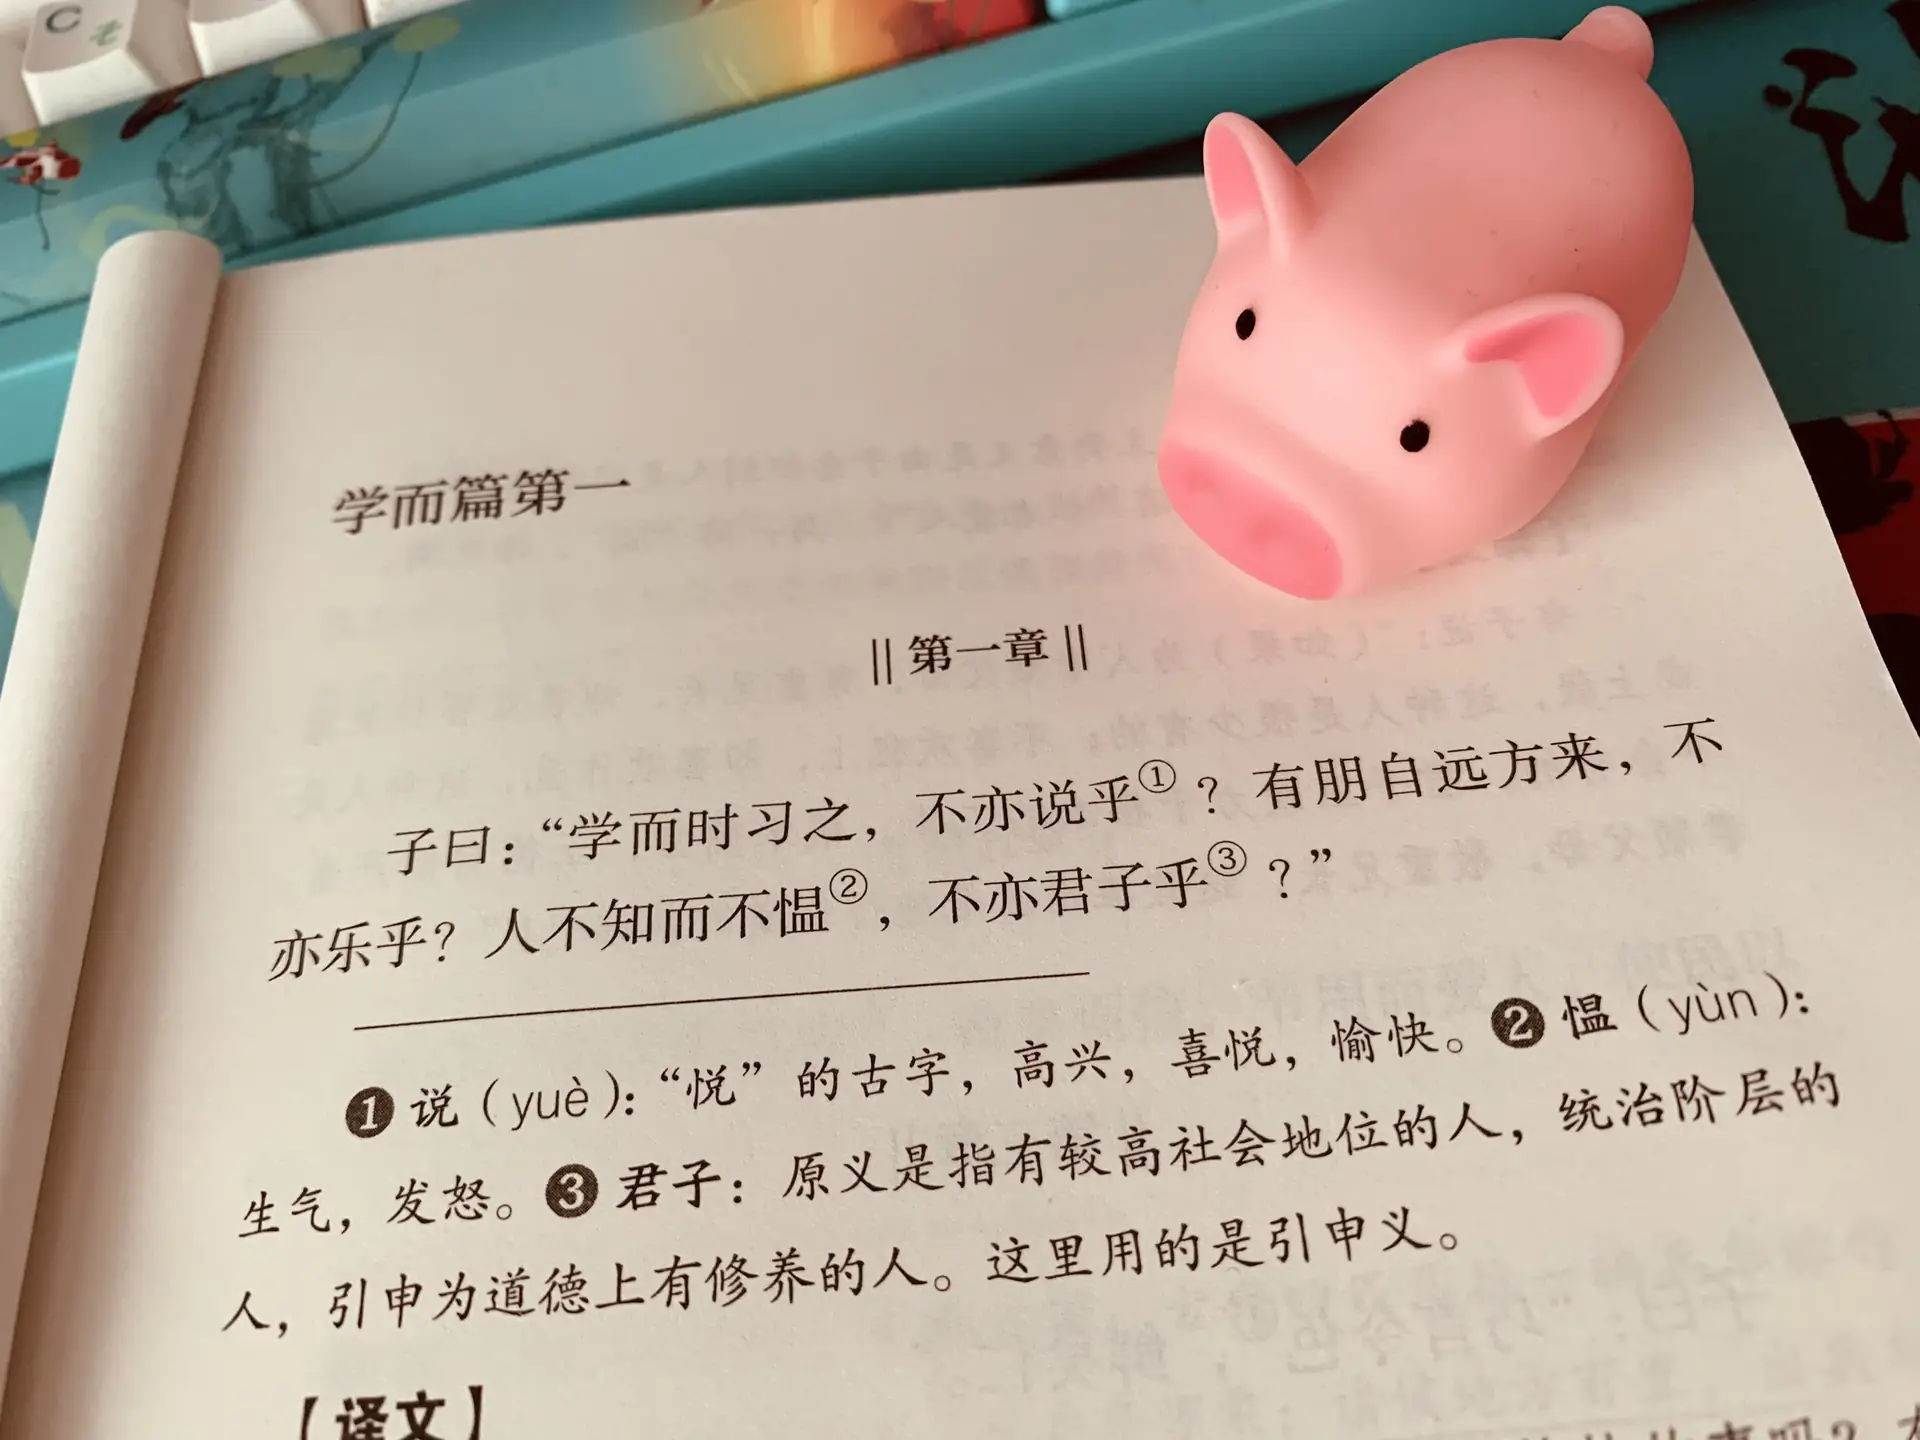 C
そ
学而篇第一
‖第一章‖
子曰：“学而时习之，不亦说乎①？有朋自远方来，不
亦乐乎？人不知而不愠②，不亦君子乎③？”
❶说（yuè）：“悦”的古字，高兴，喜悦，愉快。❷愠（yùn）：
生气，发怒。❸君子：原义是指有较高社会地位的人，统治阶层的
人，引申为道德上有修养的人。这里用的是引申义。
【译文】